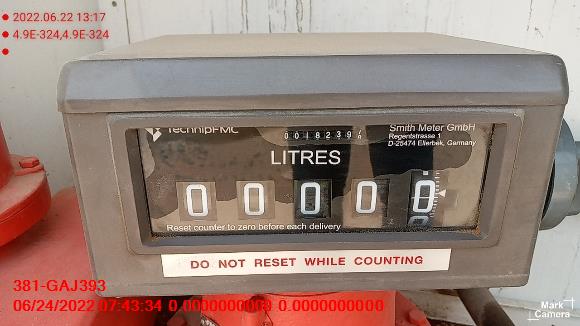 2022.06.22 13:17
4.9E-324,4.9E-324
TechnipFMC
Smith Meter GmbH
Regentstrasse 1
D-25474 Ellerbek, Germany
LITRES
0 0 0 0 0
Reset counter to zero before each delivery
DO NOT RESET WHILE COUNTING
381-GAJ393
06/24/2022 07:43:34 0.0000000000 0.0000000000
Mark
Camera